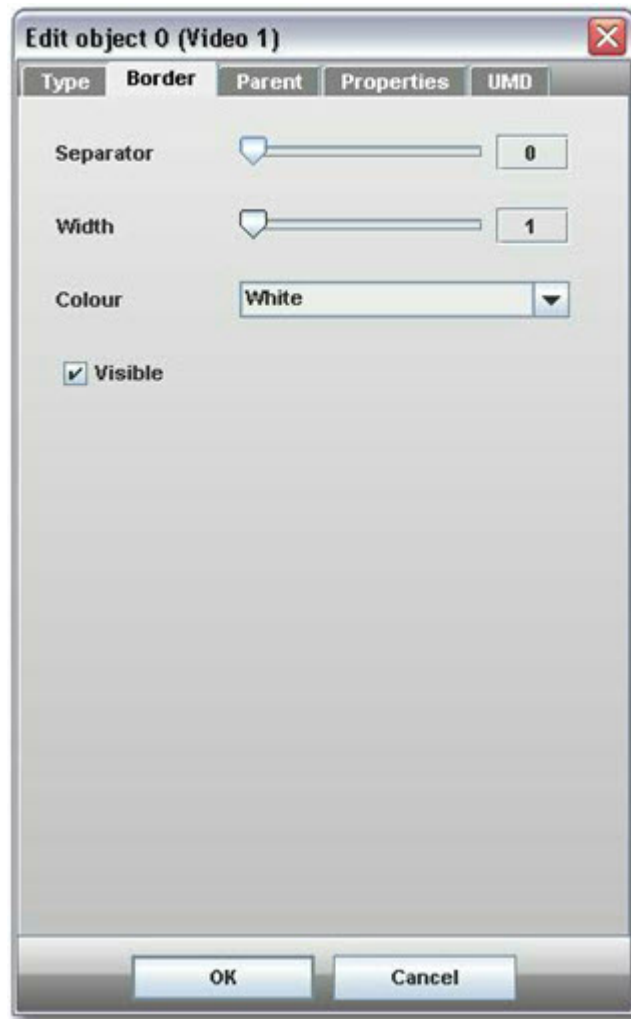 Edit object 0 (Video 1)
Type Border Parent Properties UMD
Separator 0
Width 1
Colour White
Visible
OK Cancel